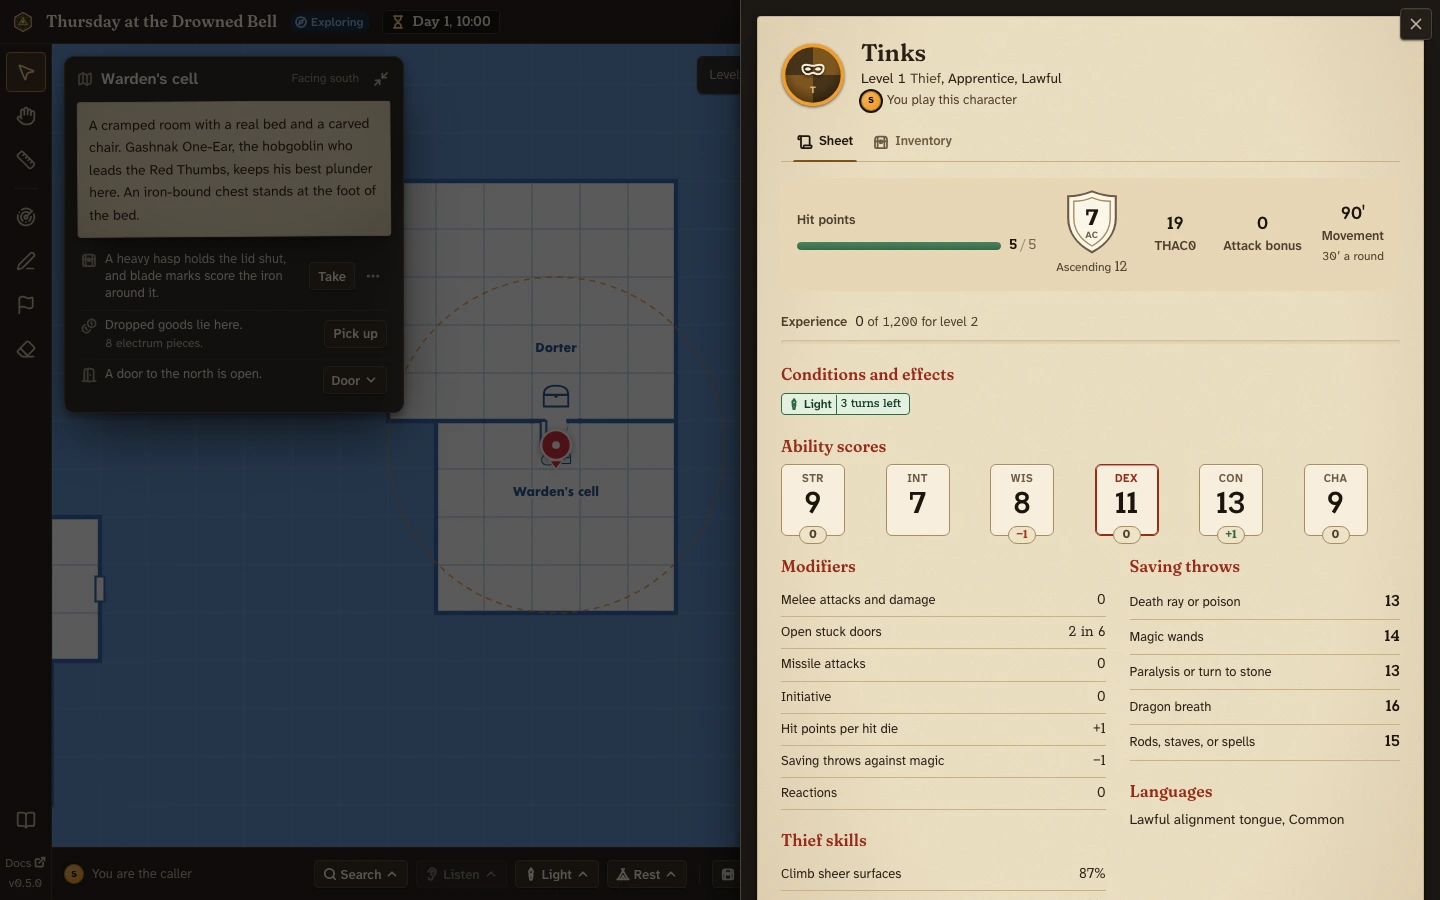 Thursday at the Drowned Bell
Exploring
Day 1, 10:00
Warden's cell
Facing south
A cramped room with a real bed and a carved
chair. Gashnak One-Ear, the hobgoblin who
leads the Red Thumbs, keeps his best plunder
here. An iron-bound chest stands at the foot of
the bed.
A heavy hasp holds the lid shut,
and blade marks score the iron
around it.
Take
Dropped goods lie here.
8 electrum pieces.
Pick up
A door to the north is open.
Door
Level
Dorter
Warden's cell
Docs
v0.5.0
S
You are the caller
Search
Listen
Light
Rest
T
Tinks
Level 1 Thief, Apprentice, Lawful
S
You play this character
Sheet
Inventory
Hit points
5 / 5
7
AC
Ascending 12
19
THAC0
0
Attack bonus
90'
Movement
30' a round
Experience 0 of 1,200 for level 2
Conditions and effects
Light 3 turns left
Ability scores
STR
9
0
INT
7
WIS
8
−1
DEX
11
0
CON
13
+1
CHA
9
0
Modifiers
Melee attacks and damage 0
Open stuck doors 2 in 6
Missile attacks 0
Initiative 0
Hit points per hit die +1
Saving throws against magic −1
Reactions 0
Thief skills
Climb sheer surfaces 87%
Saving throws
Death ray or poison 13
Magic wands 14
Paralysis or turn to stone 13
Dragon breath 16
Rods, staves, or spells 15
Languages
Lawful alignment tongue, Common